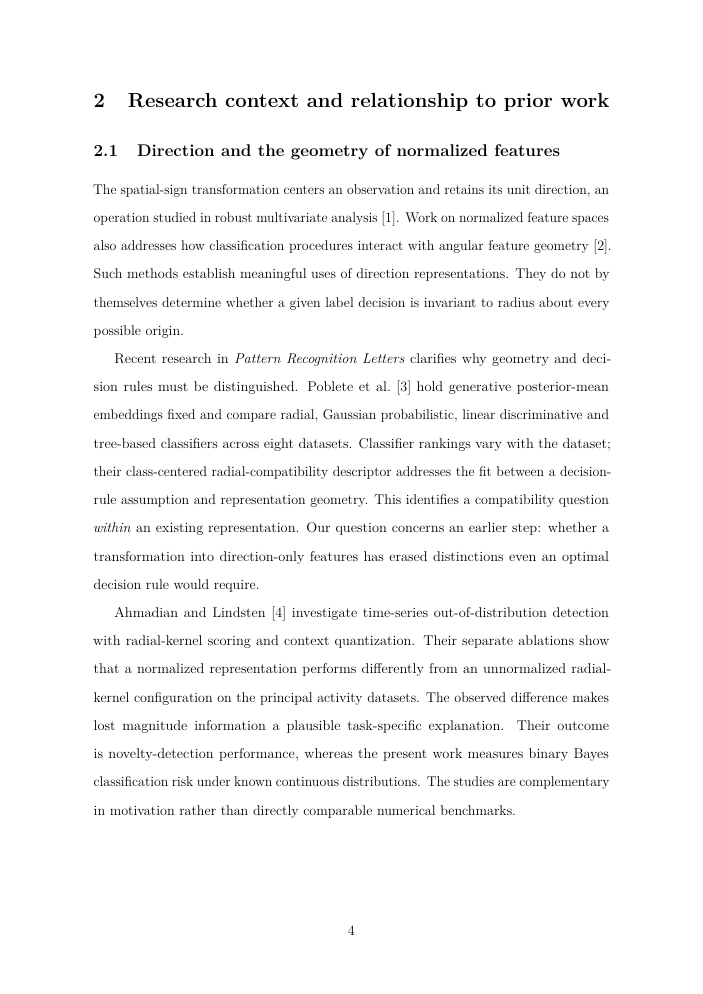 2 Research context and relationship to prior work
2.1 Direction and the geometry of normalized features
The spatial-sign transformation centers an observation and retains its unit direction, an
operation studied in robust multivariate analysis [1]. Work on normalized feature spaces
also addresses how classification procedures interact with angular feature geometry [2].
Such methods establish meaningful uses of direction representations. They do not by
themselves determine whether a given label decision is invariant to radius about every
possible origin.
Recent research in Pattern Recognition Letters clarifies why geometry and deci-
sion rules must be distinguished. Poblete et al. [3] hold generative posterior-mean
embeddings fixed and compare radial, Gaussian probabilistic, linear discriminative and
tree-based classifiers across eight datasets. Classifier rankings vary with the dataset;
their class-centered radial-compatibility descriptor addresses the fit between a decision-
rule assumption and representation geometry. This identifies a compatibility question
within an existing representation. Our question concerns an earlier step: whether a
transformation into direction-only features has erased distinctions even an optimal
decision rule would require.
Ahmadian and Lindsten [4] investigate time-series out-of-distribution detection
with radial-kernel scoring and context quantization. Their separate ablations show
that a normalized representation performs differently from an unnormalized radial-
kernel configuration on the principal activity datasets. The observed difference makes
lost magnitude information a plausible task-specific explanation. Their outcome
is novelty-detection performance, whereas the present work measures binary Bayes
classification risk under known continuous distributions. The studies are complementary
in motivation rather than directly comparable numerical benchmarks.
4